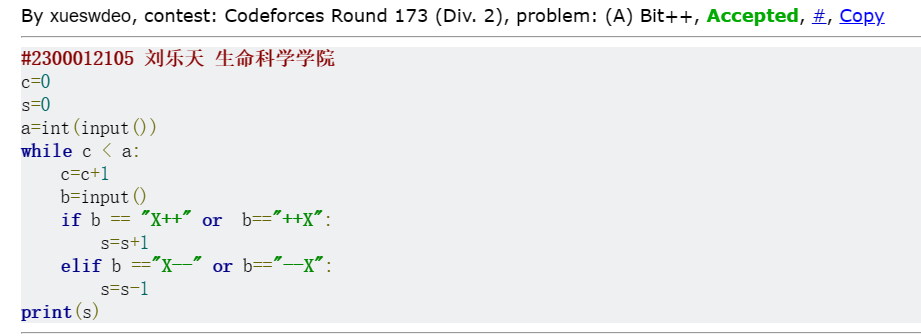 By xueswdeo, contest: Codeforces Round 173 (Div. 2), problem: (A) Bit++, Accepted, #, Copy
#2300012105 刘乐天 生命科学学院
c=0
s=0
a=int(input())
while c < a:
    c=c+1
    b=input()
    if b == "X++" or  b=="++X":
        s=s+1
    elif b =="X--" or b=="--X":
        s=s-1
print(s)